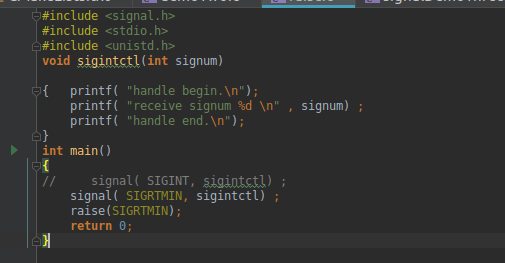 #include <signal.h>
#include <stdio.h>
#include <unistd.h>
void sigintctl(int signum)
{   printf( "handle begin.\n");
    printf( "receive signum %d \n" , signum) ;
    printf( "handle end.\n");
}
int main()
{
//     signal( SIGINT, sigintctl) ;
    signal( SIGRTMIN, sigintctl) ;
    raise(SIGRTMIN);
    return 0;
}